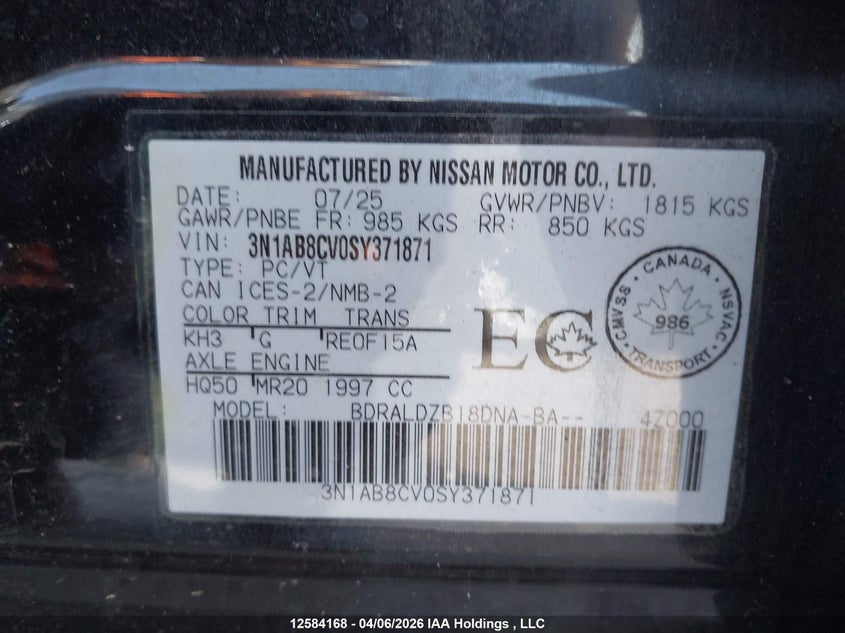 MANUFACTURED BY NISSAN MOTOR CO., LTD.
DATE: 07/25 GVWR/PNBV: 1815 KGS
GAWR/PNBE FR: 985 KGS RR: 850 KGS
VIN: 3N1AB8CV0SY371871
TYPE: PC/VT
CAN ICES-2/NMB-2
COLOR TRIM TRANS
KH3 G RE0F15A
AXLE ENGINE
HQ50 MR20 1997 CC
EC
CANADA
CMVSS 986 NSVAC
TRANSPORT
MODEL: BDRALDZB18DNA-BA-- 4Z000
3N1AB8CV0SY371871
12584168 - 04/06/2026 IAA Holdings , LLC